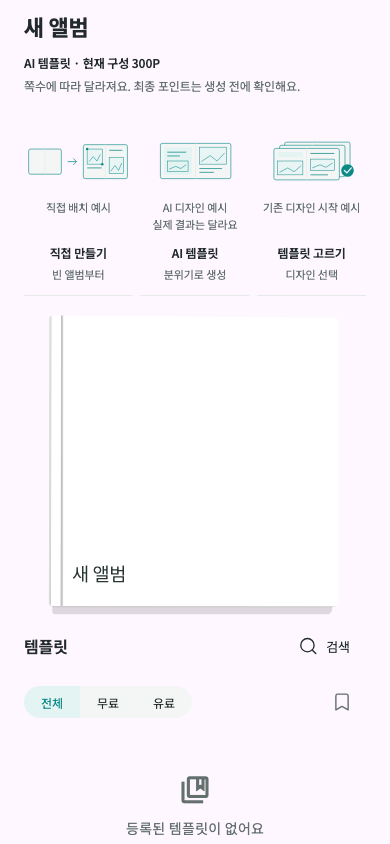 새 앨범
AI 템플릿 · 현재 구성 300P
쪽수에 따라 달라져요. 최종 포인트는 생성 전에 확인해요.
직접 배치 예시
AI 디자인 예시
실제 결과는 달라요
기존 디자인 시작 예시
직접 만들기
빈 앨범부터
AI 템플릿
분위기로 생성
템플릿 고르기
디자인 선택
새 앨범
템플릿
검색
전체
무료
유료
등록된 템플릿이 없어요